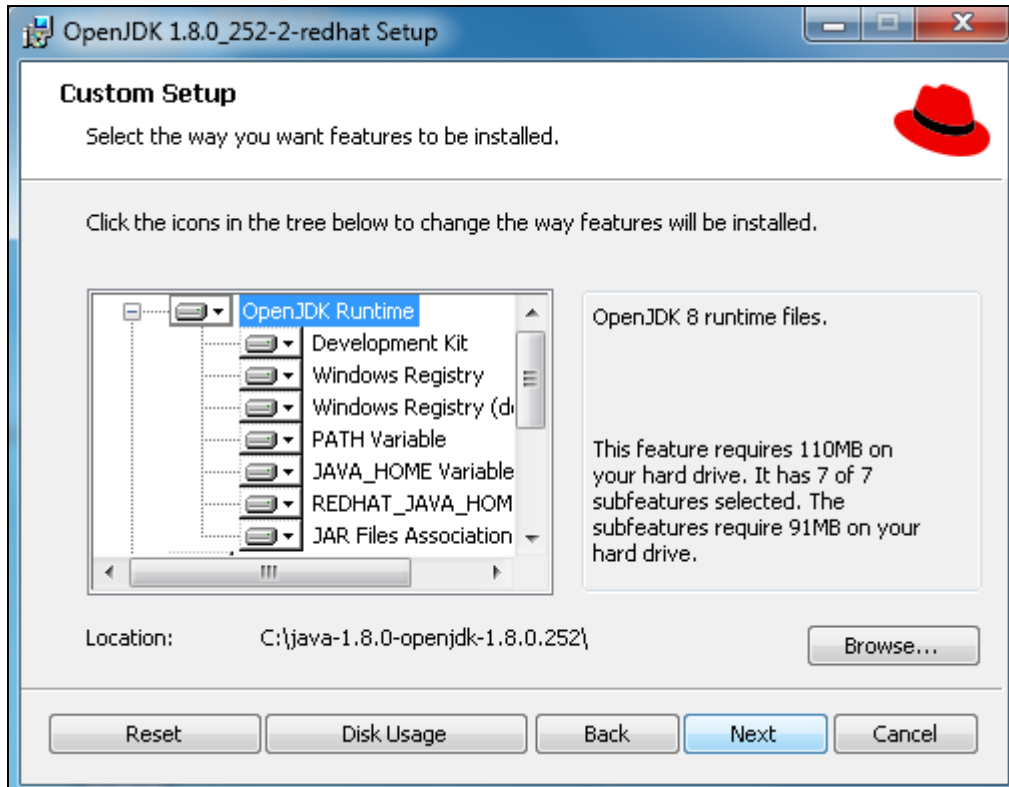 OpenJDK 1.8.0_252-2-redhat Setup
Custom Setup
Select the way you want features to be installed.
Click the icons in the tree below to change the way features will be installed.
OpenJDK Runtime
Development Kit
Windows Registry
Windows Registry (d
PATH Variable
JAVA_HOME Variable
REDHAT_JAVA_HOM
JAR Files Association
OpenJDK 8 runtime files.
This feature requires 110MB on
your hard drive. It has 7 of 7
subfeatures selected. The
subfeatures require 91MB on your
hard drive.
Location:
C:\java-1.8.0-openjdk-1.8.0.252\
Browse...
Reset
Disk Usage
Back
Next
Cancel